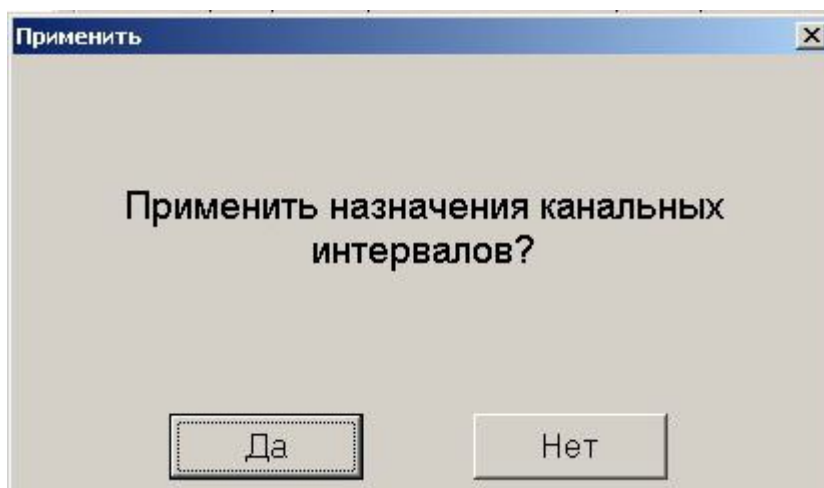 Применить
Применить назначения канальных
интервалов?
Да
Нет